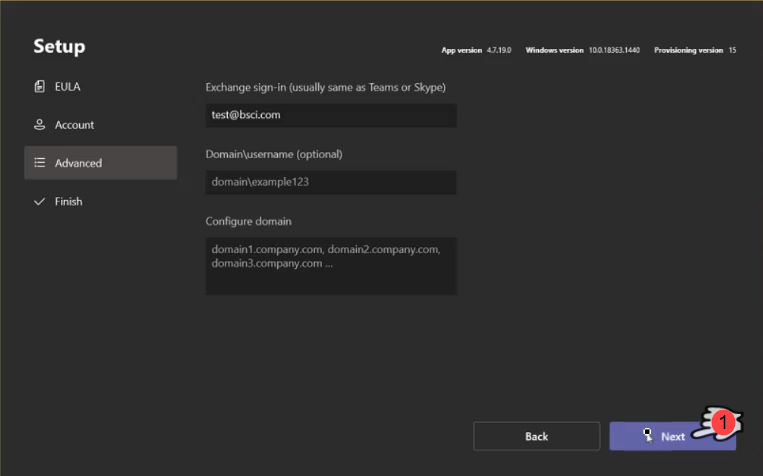 Setup
App version 4.7.19.0 Windows version 10.0.18363.1440 Provisioning version 15
EULA
Account
Advanced
Finish
Exchange sign-in (usually same as Teams or Skype)
test@bsci.com
Domain\username (optional)
domain\example123
Configure domain
domain1.company.com, domain2.company.com,
domain3.company.com ...
Back
Next
1